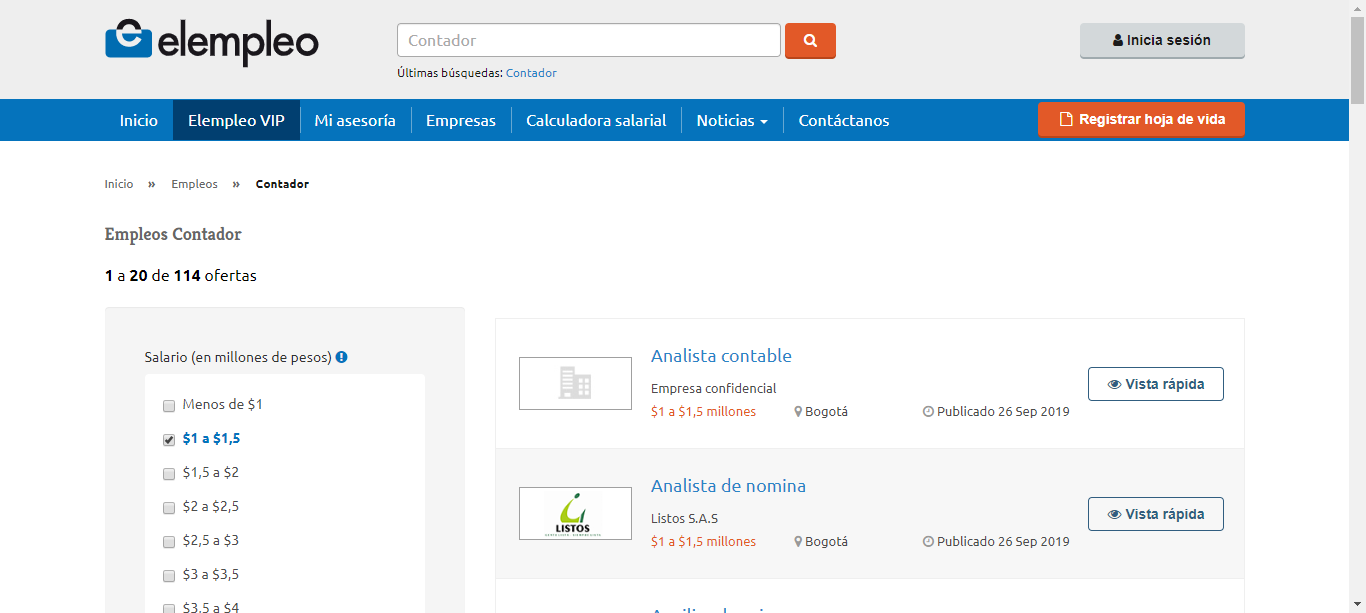 elempleo
Contador
Últimas búsquedas: Contador
Inicia sesión
Inicio
Elempleo VIP
Mi asesoría
Empresas
Calculadora salarial
Noticias
Contáctanos
Registrar hoja de vida
Inicio » Empleos » Contador
Empleos Contador
1 a 20 de 114 ofertas
Salario (en millones de pesos)
Menos de $1
$1 a $1,5
$1,5 a $2
$2 a $2,5
$2,5 a $3
$3 a $3,5
$3,5 a $4
Analista contable
Empresa confidencial
$1 a $1,5 millones Bogotá Publicado 26 Sep 2019
Vista rápida
LISTOS
Analista de nomina
Listos S.A.S
$1 a $1,5 millones Bogotá Publicado 26 Sep 2019
Vista rápida